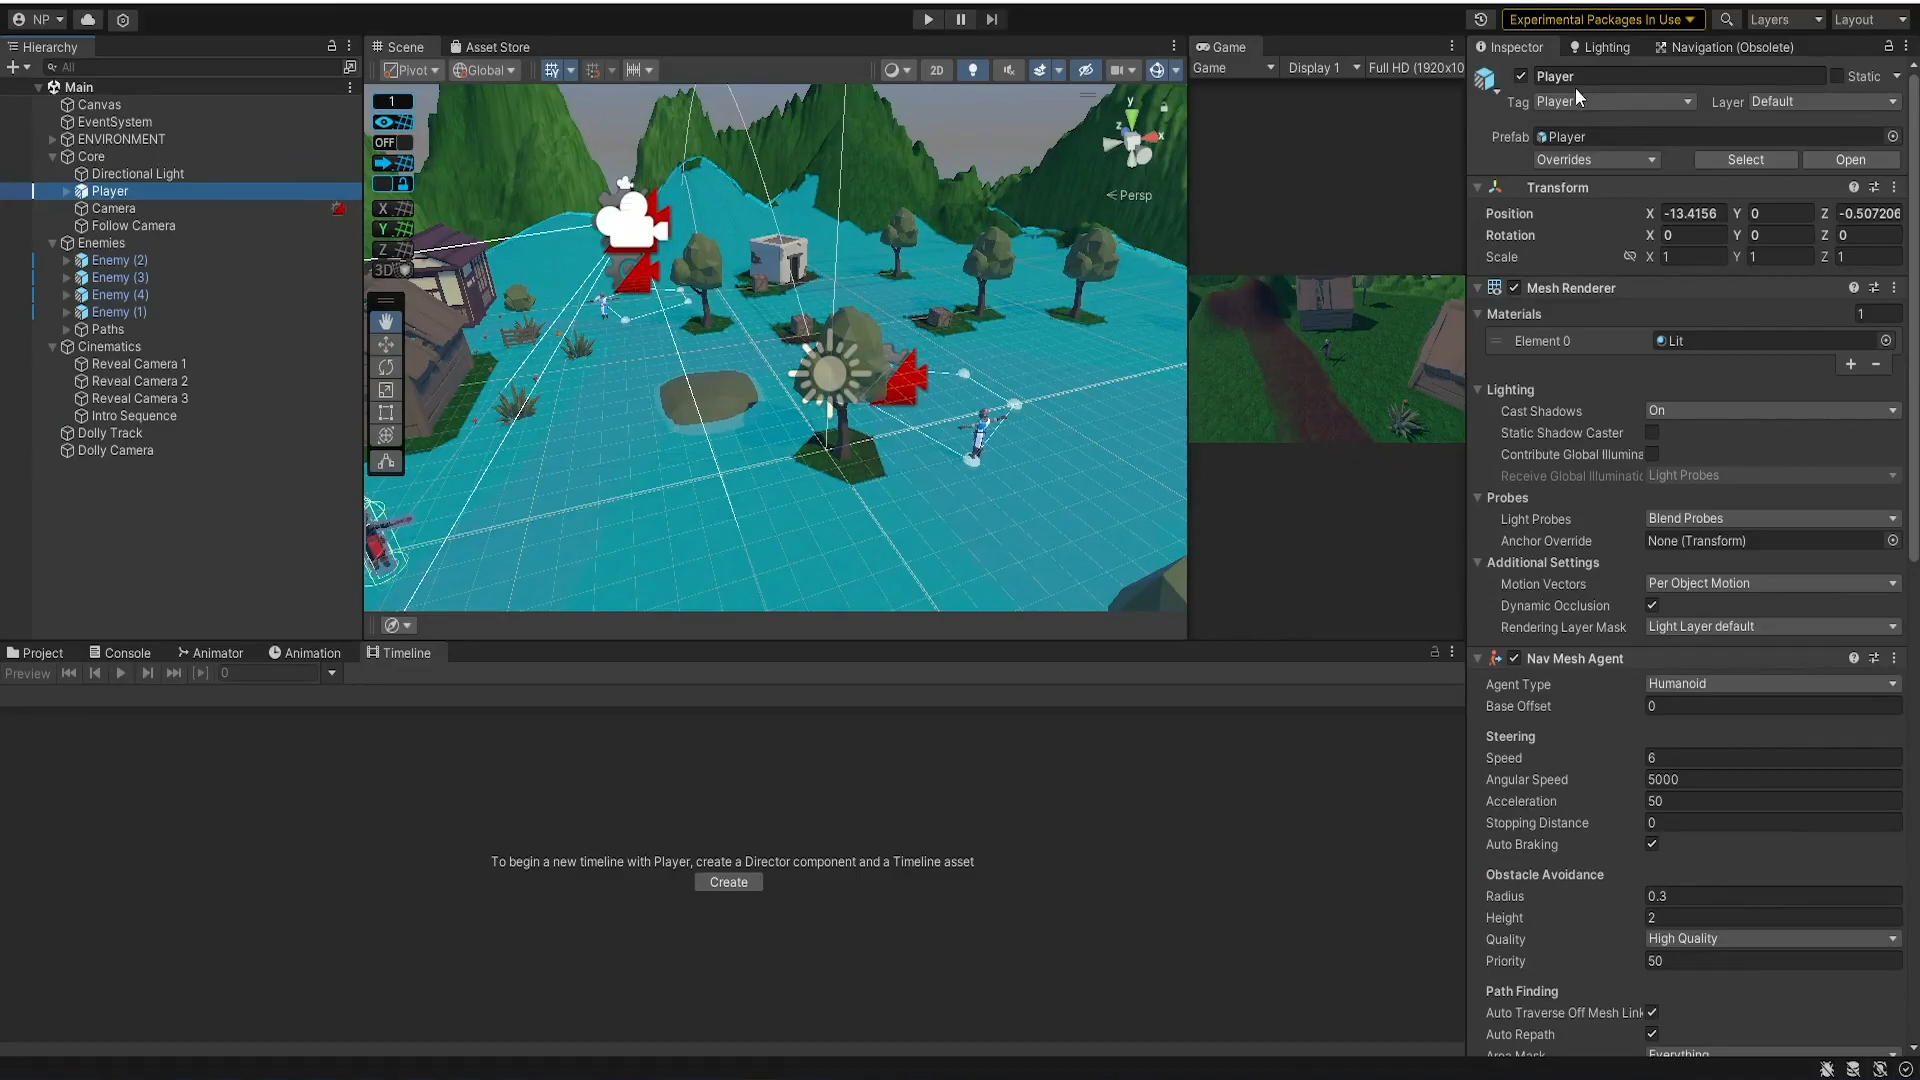 NP
Experimental Packages In Use
Layers
Layout
Hierarchy
All
Main
Canvas
EventSystem
ENVIRONMENT
Core
Directional Light
Player
Camera
Follow Camera
Enemies
Enemy (2)
Enemy (3)
Enemy (4)
Enemy (1)
Paths
Cinematics
Reveal Camera 1
Reveal Camera 2
Reveal Camera 3
Intro Sequence
Dolly Track
Dolly Camera
Scene Asset Store
Pivot Global 2D
1
OFF
X
Y
Z
3D
y
z x
Persp
Game
Game Display 1 Full HD (1920x10
Inspector Lighting Navigation (Obsolete)
Player Static
Tag Player Layer Default
Prefab Player
Overrides Select Open
Transform
Position X -13.4156 Y 0 Z -0.507206
Rotation X 0 Y 0 Z 0
Scale X 1 Y 1 Z 1
Mesh Renderer
Materials 1
Element 0 Lit
Lighting
Cast Shadows On
Static Shadow Caster
Contribute Global Illumina
Receive Global Illuminatic Light Probes
Probes
Light Probes Blend Probes
Anchor Override None (Transform)
Additional Settings
Motion Vectors Per Object Motion
Dynamic Occlusion
Rendering Layer Mask Light Layer default
Nav Mesh Agent
Agent Type Humanoid
Base Offset 0
Steering
Speed 6
Angular Speed 5000
Acceleration 50
Stopping Distance 0
Auto Braking
Obstacle Avoidance
Radius 0.3
Height 2
Quality High Quality
Priority 50
Path Finding
Auto Traverse Off Mesh Link
Auto Repath
Area Mask Everything
Project Console Animator Animation Timeline
Preview 0
To begin a new timeline with Player, create a Director component and a Timeline asset
Create